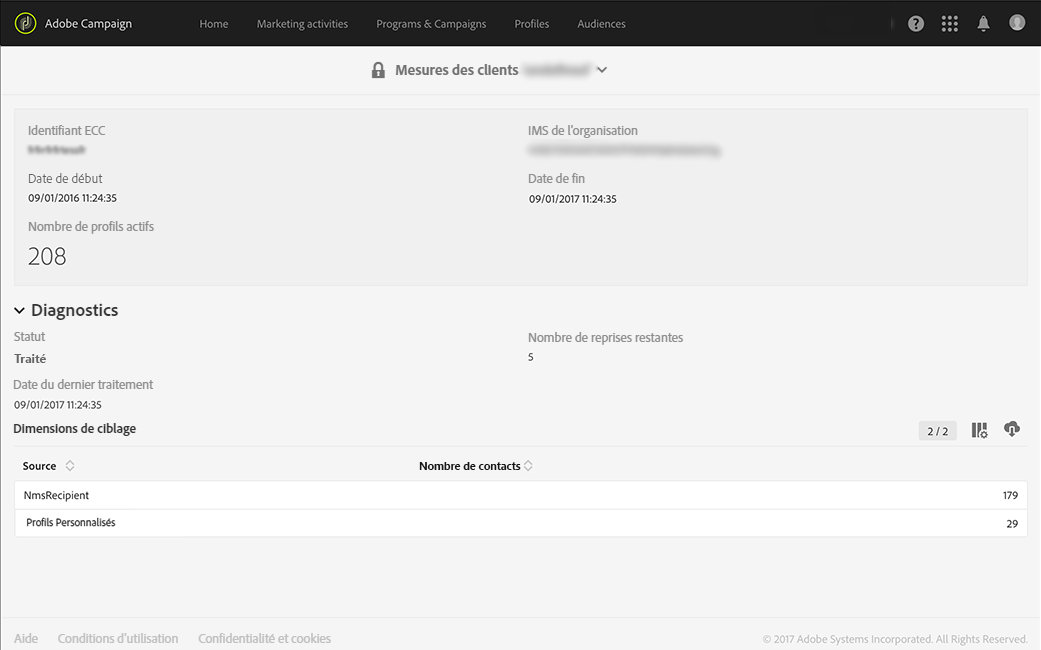 Adobe Campaign Home Marketing activities Programs & Campaigns Profiles Audiences
Mesures des clients
Identifiant ECC IMS de l'organisation
Date de début Date de fin
09/01/2016 11:24:35 09/01/2017 11:24:35
Nombre de profils actifs
208
Diagnostics
Statut Nombre de reprises restantes
Traité 5
Date du dernier traitement
09/01/2017 11:24:35
Dimensions de ciblage 2 / 2
Source Nombre de contacts
NmsRecipient 179
Profils Personnalisés 29
Aide Conditions d'utilisation Confidentialité et cookies © 2017 Adobe Systems Incorporated. All Rights Reserved.